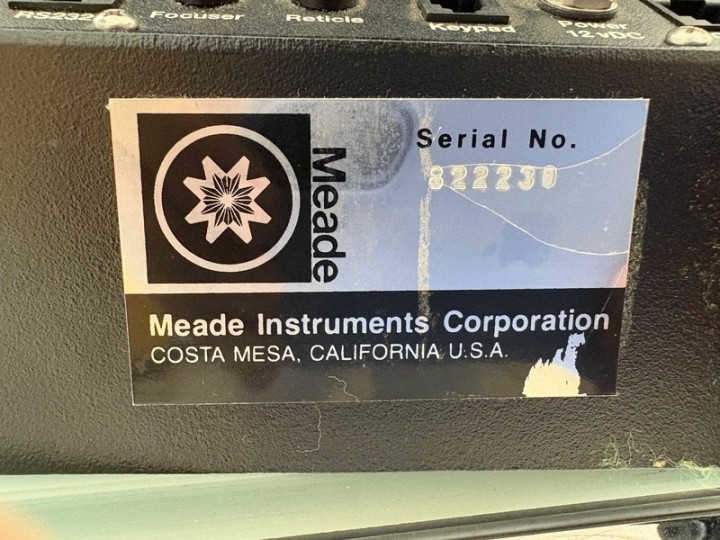 RS232
Focuser
Reticle
Keypad
Power
12 vDC
Meade
Serial No.
822230
Meade Instruments Corporation
COSTA MESA, CALIFORNIA U.S.A.